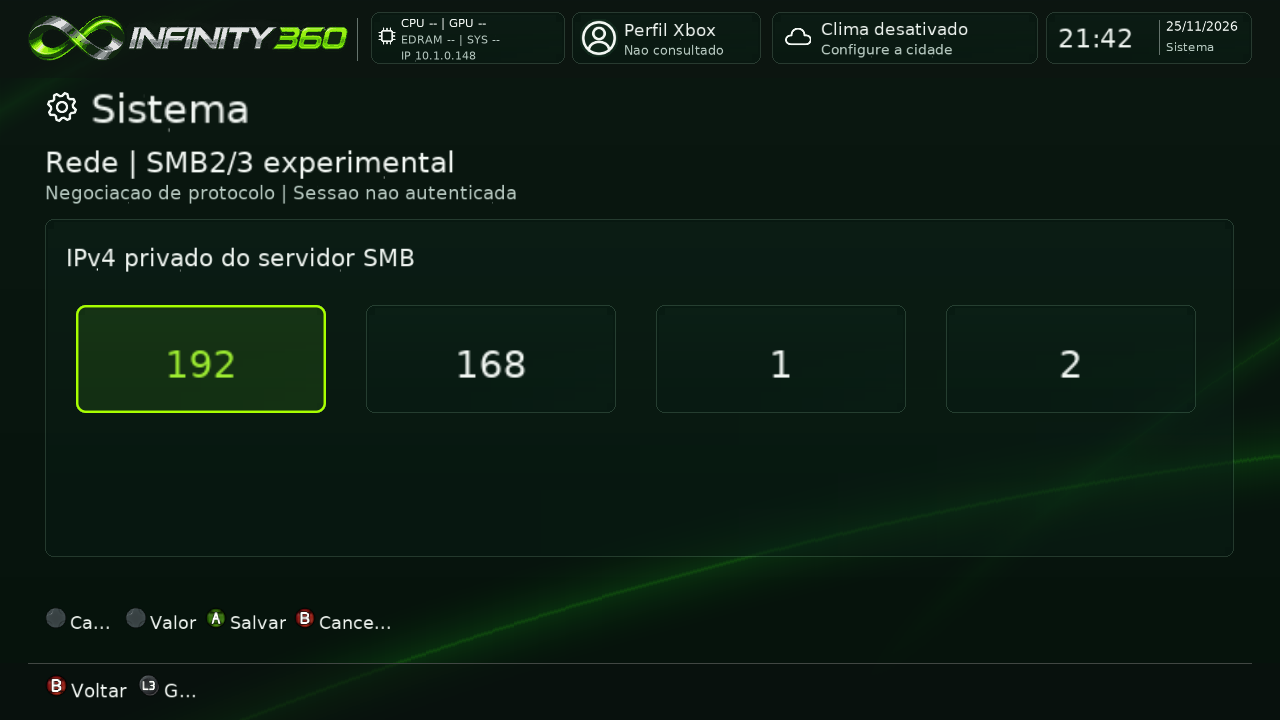 INFINITY 360
CPU -- | GPU --
EDRAM -- | SYS --
IP 10.1.0.148
Perfil Xbox
Nao consultado
Clima desativado
Configure a cidade
21:42
25/11/2026
Sistema
Sistema
Rede | SMB2/3 experimental
Negociacao de protocolo | Sessao nao autenticada
IPv4 privado do servidor SMB
192 168 1 2
Ca... Valor A Salvar B Cance...
B Voltar L3 G...